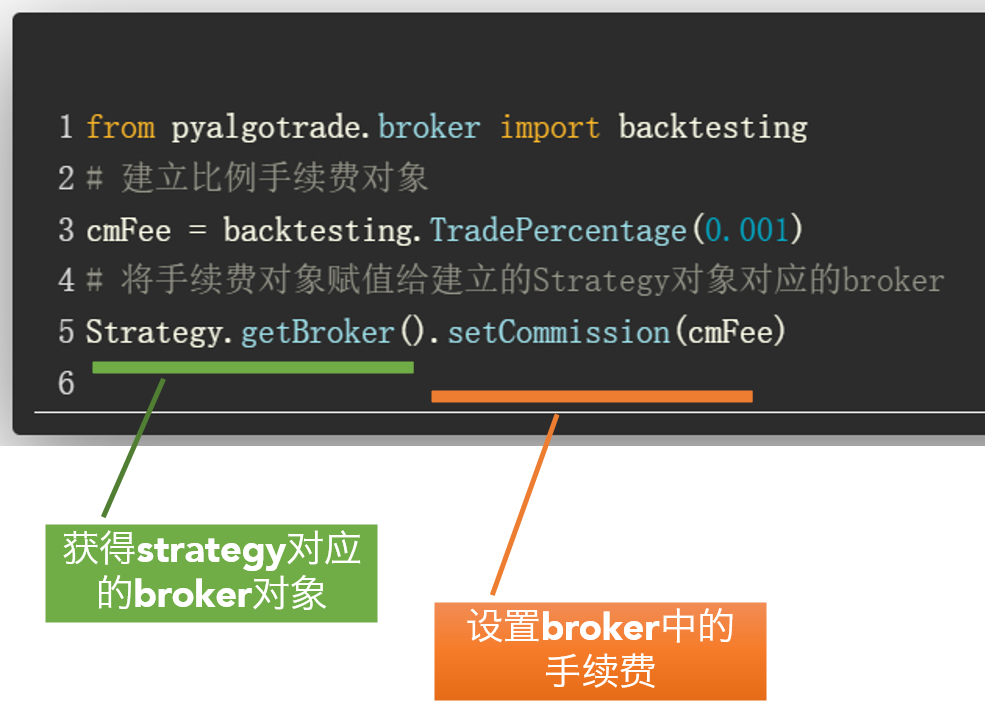 1 from pyalgotrade.broker import backtesting
2 # 建立比例手续费对象
3 cmFee = backtesting.TradePercentage(0.001)
4 # 将手续费对象赋值给建立的Strategy对象对应的broker
5 Strategy.getBroker().setCommission(cmFee)
6
获得strategy对应
的broker对象
设置broker中的
手续费